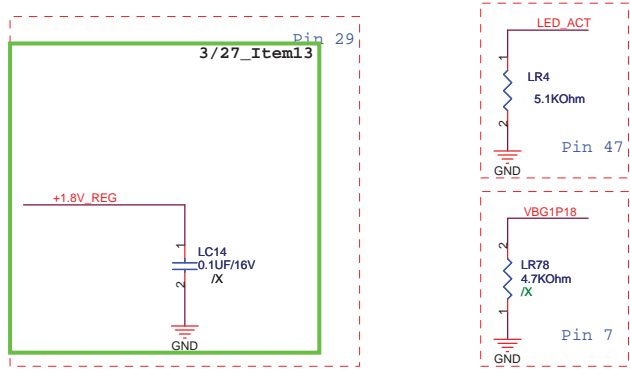 Pin 29
3/27_Item13
+1.8V_REG
1
LC14
0.1UF/16V
2
/X
GND
LED_ACT
1
LR4
5.1KOhm
2
Pin 47
GND
VBG1P18
2
LR78
4.7KOhm
/X
1
Pin 7
GND